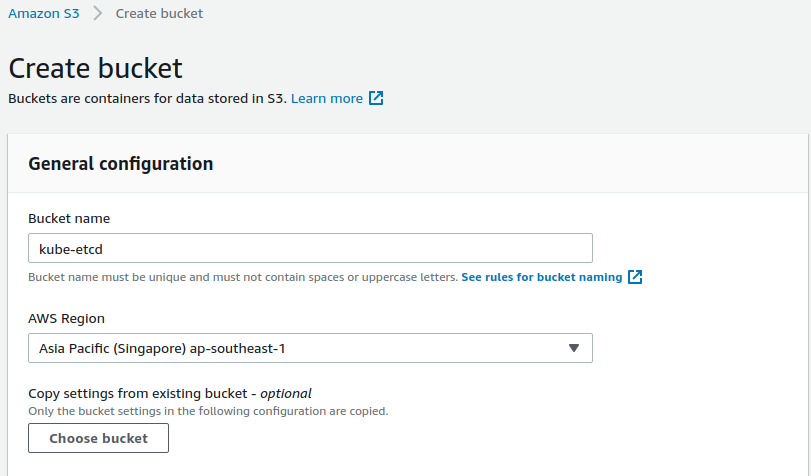 Amazon S3 > Create bucket
Create bucket
Buckets are containers for data stored in S3. Learn more
General configuration
Bucket name
kube-etcd
Bucket name must be unique and must not contain spaces or uppercase letters. See rules for bucket naming
AWS Region
Asia Pacific (Singapore) ap-southeast-1
Copy settings from existing bucket - optional
Only the bucket settings in the following configuration are copied.
Choose bucket